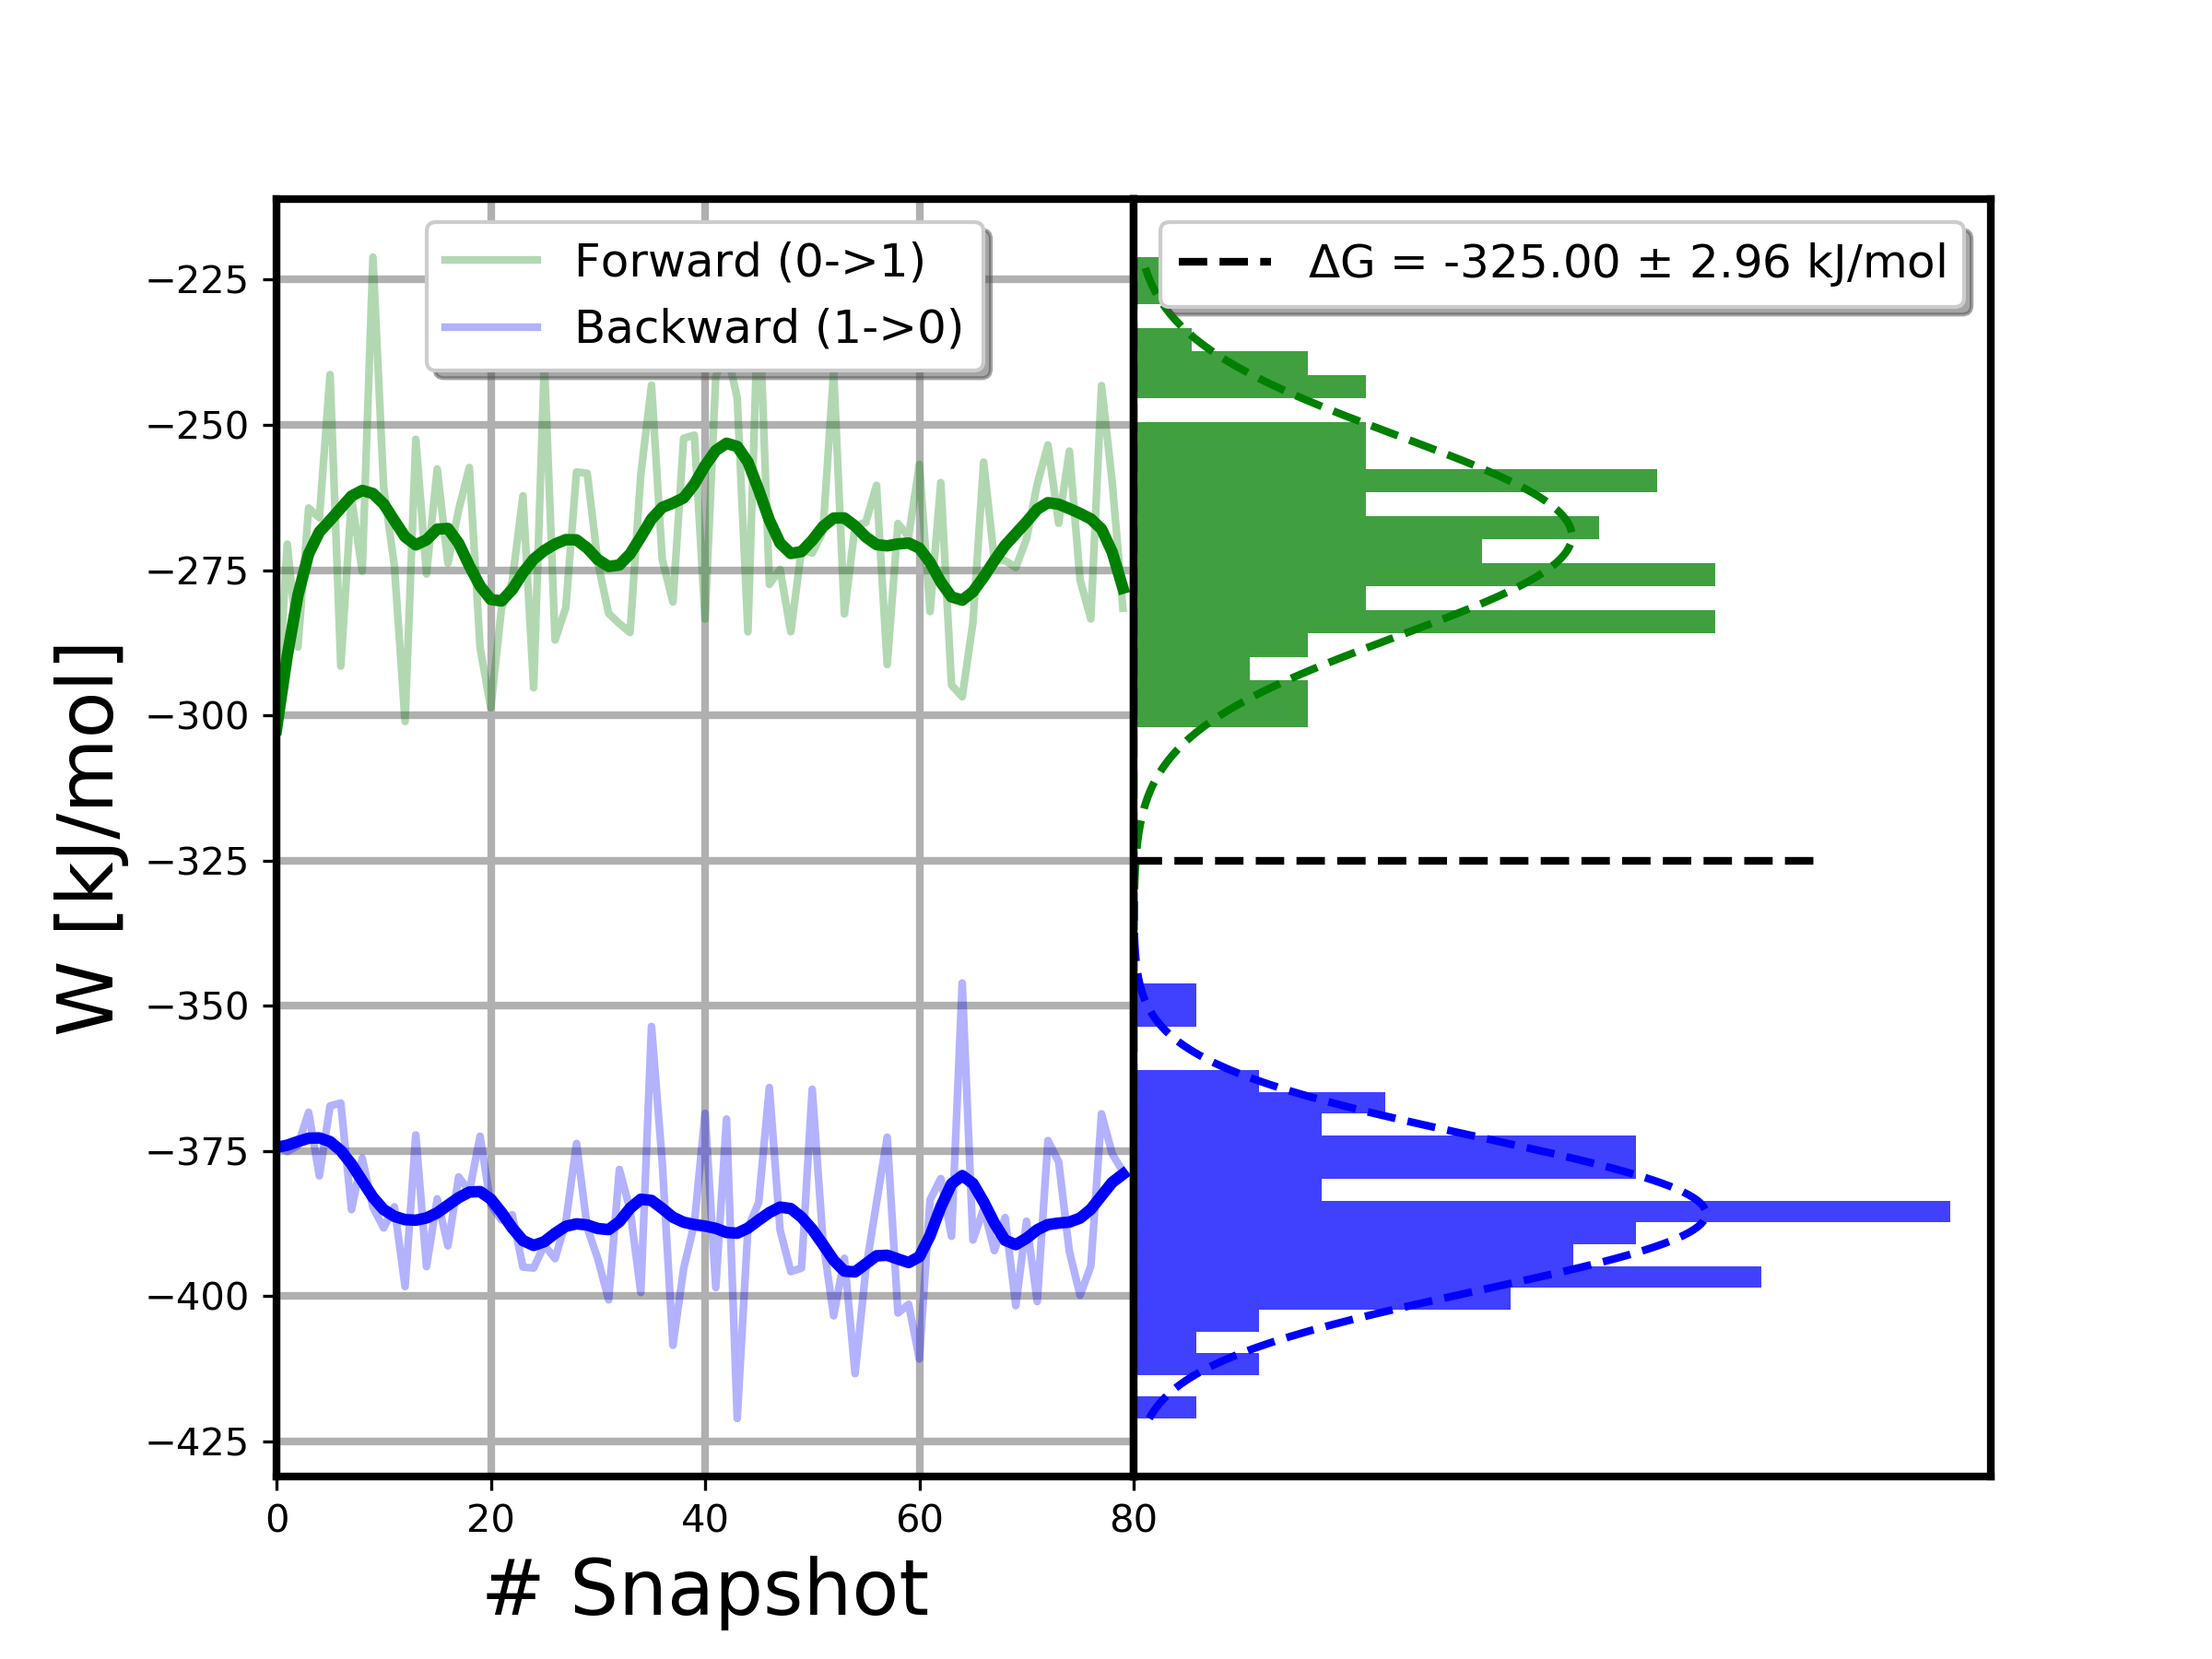 Forward (0->1)
Backward (1->0)
ΔG = -325.00 ± 2.96 kJ/mol
W [kJ/mol]
−225
−250
−275
−300
−325
−350
−375
−400
−425
0 20 40 60 80
# Snapshot